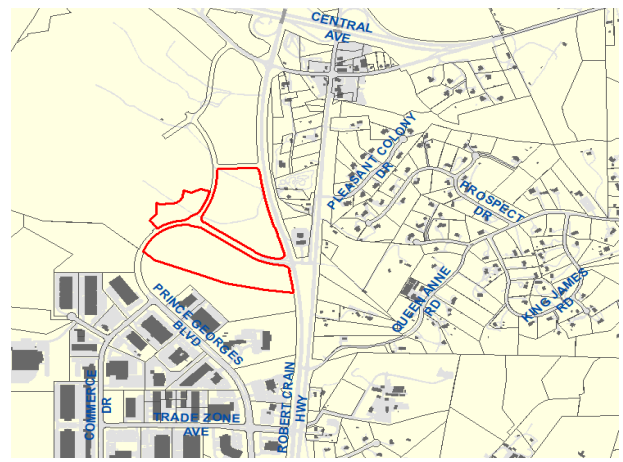 CENTRAL
AVE
PLEASANT COLONY
DR
PROSPECT
DR
QUEEN ANNE
RD
KING JAMES
RD
PRINCE GEORGES
BLVD
COMMERCE
DR
TRADE ZONE
AVE
ROBERT CRAIN
HWY